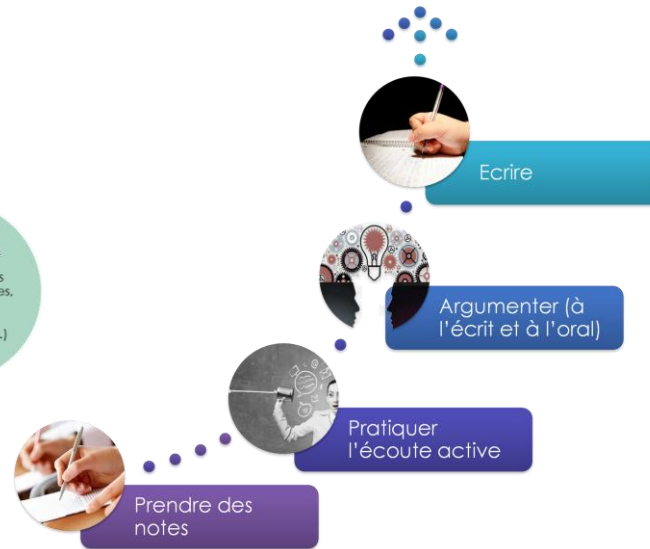 Ecrire
Argumenter (à
l'écrit et à l'oral)
Pratiquer
l'écoute active
Prendre des
notes